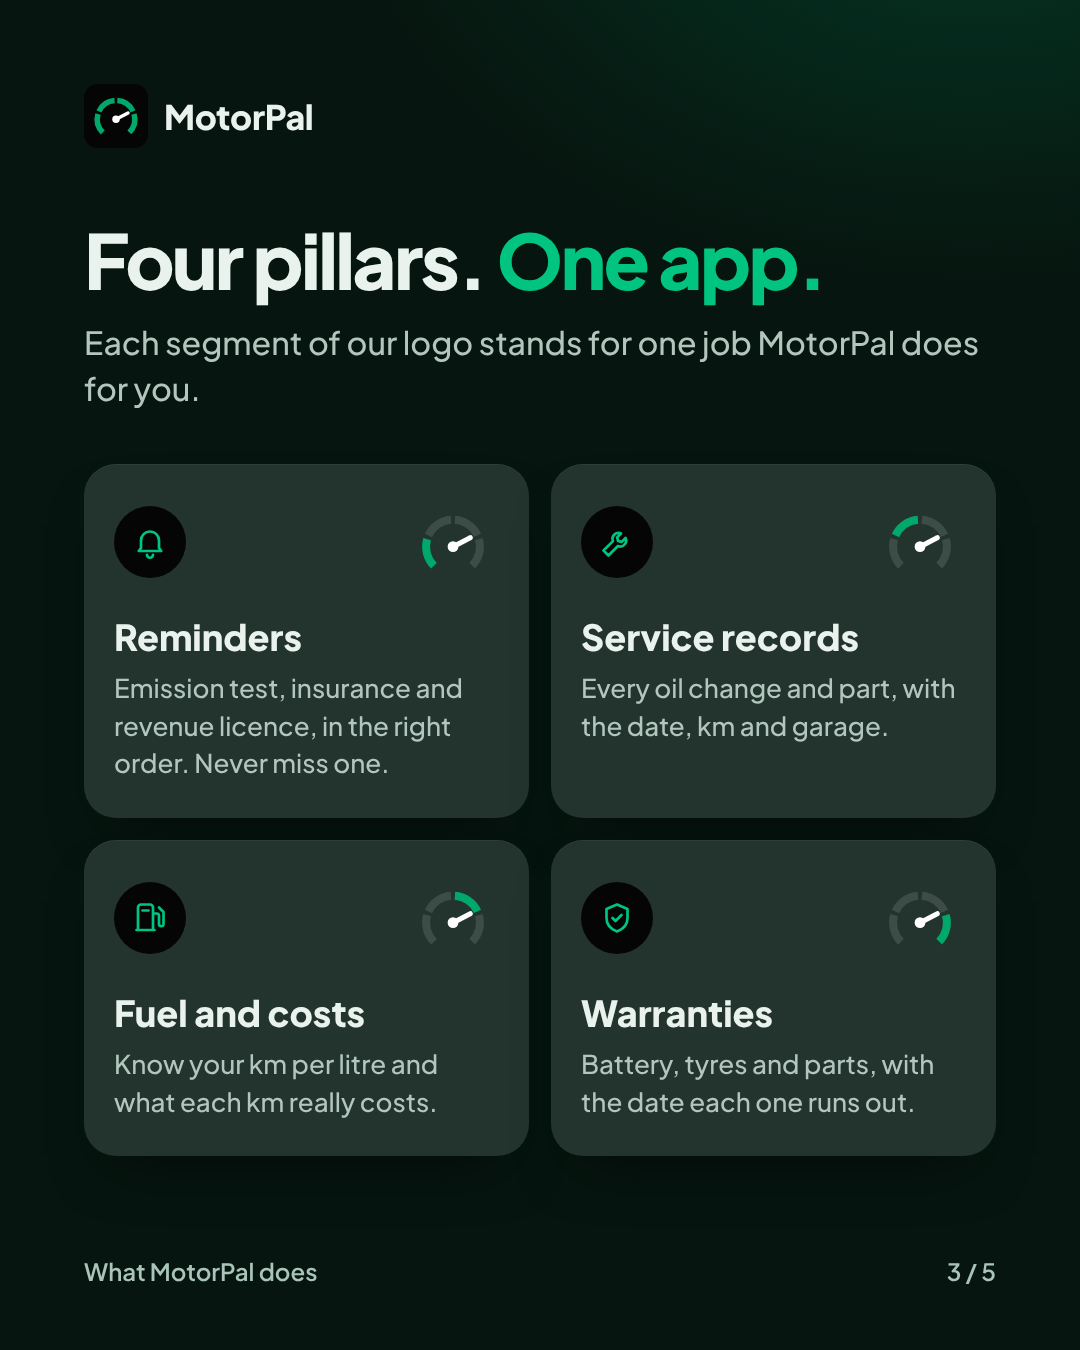 MotorPal
Four pillars. One app.
Each segment of our logo stands for one job MotorPal does
for you.
Reminders
Emission test, insurance and
revenue licence, in the right
order. Never miss one.
Service records
Every oil change and part, with
the date, km and garage.
Fuel and costs
Know your km per litre and
what each km really costs.
Warranties
Battery, tyres and parts, with
the date each one runs out.
What MotorPal does
3 / 5